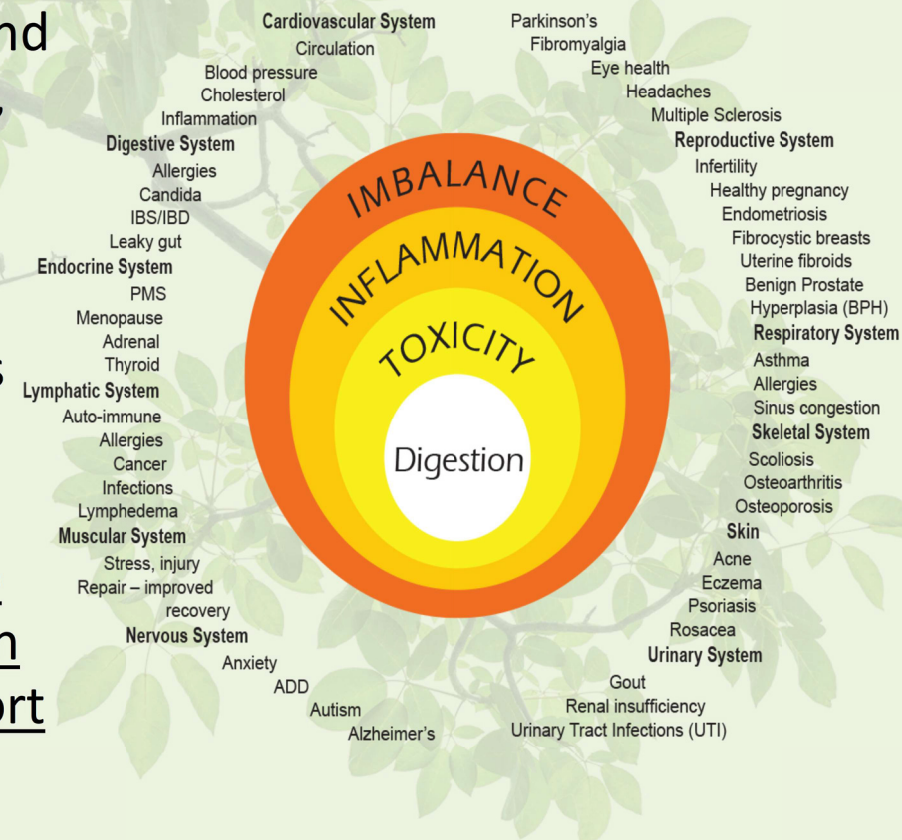 nd
,
s
.
n
ort
Cardiovascular System
Circulation
Blood pressure
Cholesterol
Inflammation
Digestive System
Allergies
Candida
IBS/IBD
Leaky gut
Endocrine System
PMS
Menopause
Adrenal
Thyroid
Lymphatic System
Auto-immune
Allergies
Cancer
Infections
Lymphedema
Muscular System
Stress, injury
Repair – improved
recovery
Nervous System
Anxiety
ADD
Autism
Alzheimer's
Parkinson's
Fibromyalgia
Eye health
Headaches
Multiple Sclerosis
Reproductive System
Infertility
Healthy pregnancy
Endometriosis
Fibrocystic breasts
Uterine fibroids
Benign Prostate
Hyperplasia (BPH)
Respiratory System
Asthma
Allergies
Sinus congestion
Skeletal System
Scoliosis
Osteoarthritis
Osteoporosis
Skin
Acne
Eczema
Psoriasis
Rosacea
Urinary System
Gout
Renal insufficiency
Urinary Tract Infections (UTI)
IMBALANCE
INFLAMMATION
TOXICITY
Digestion